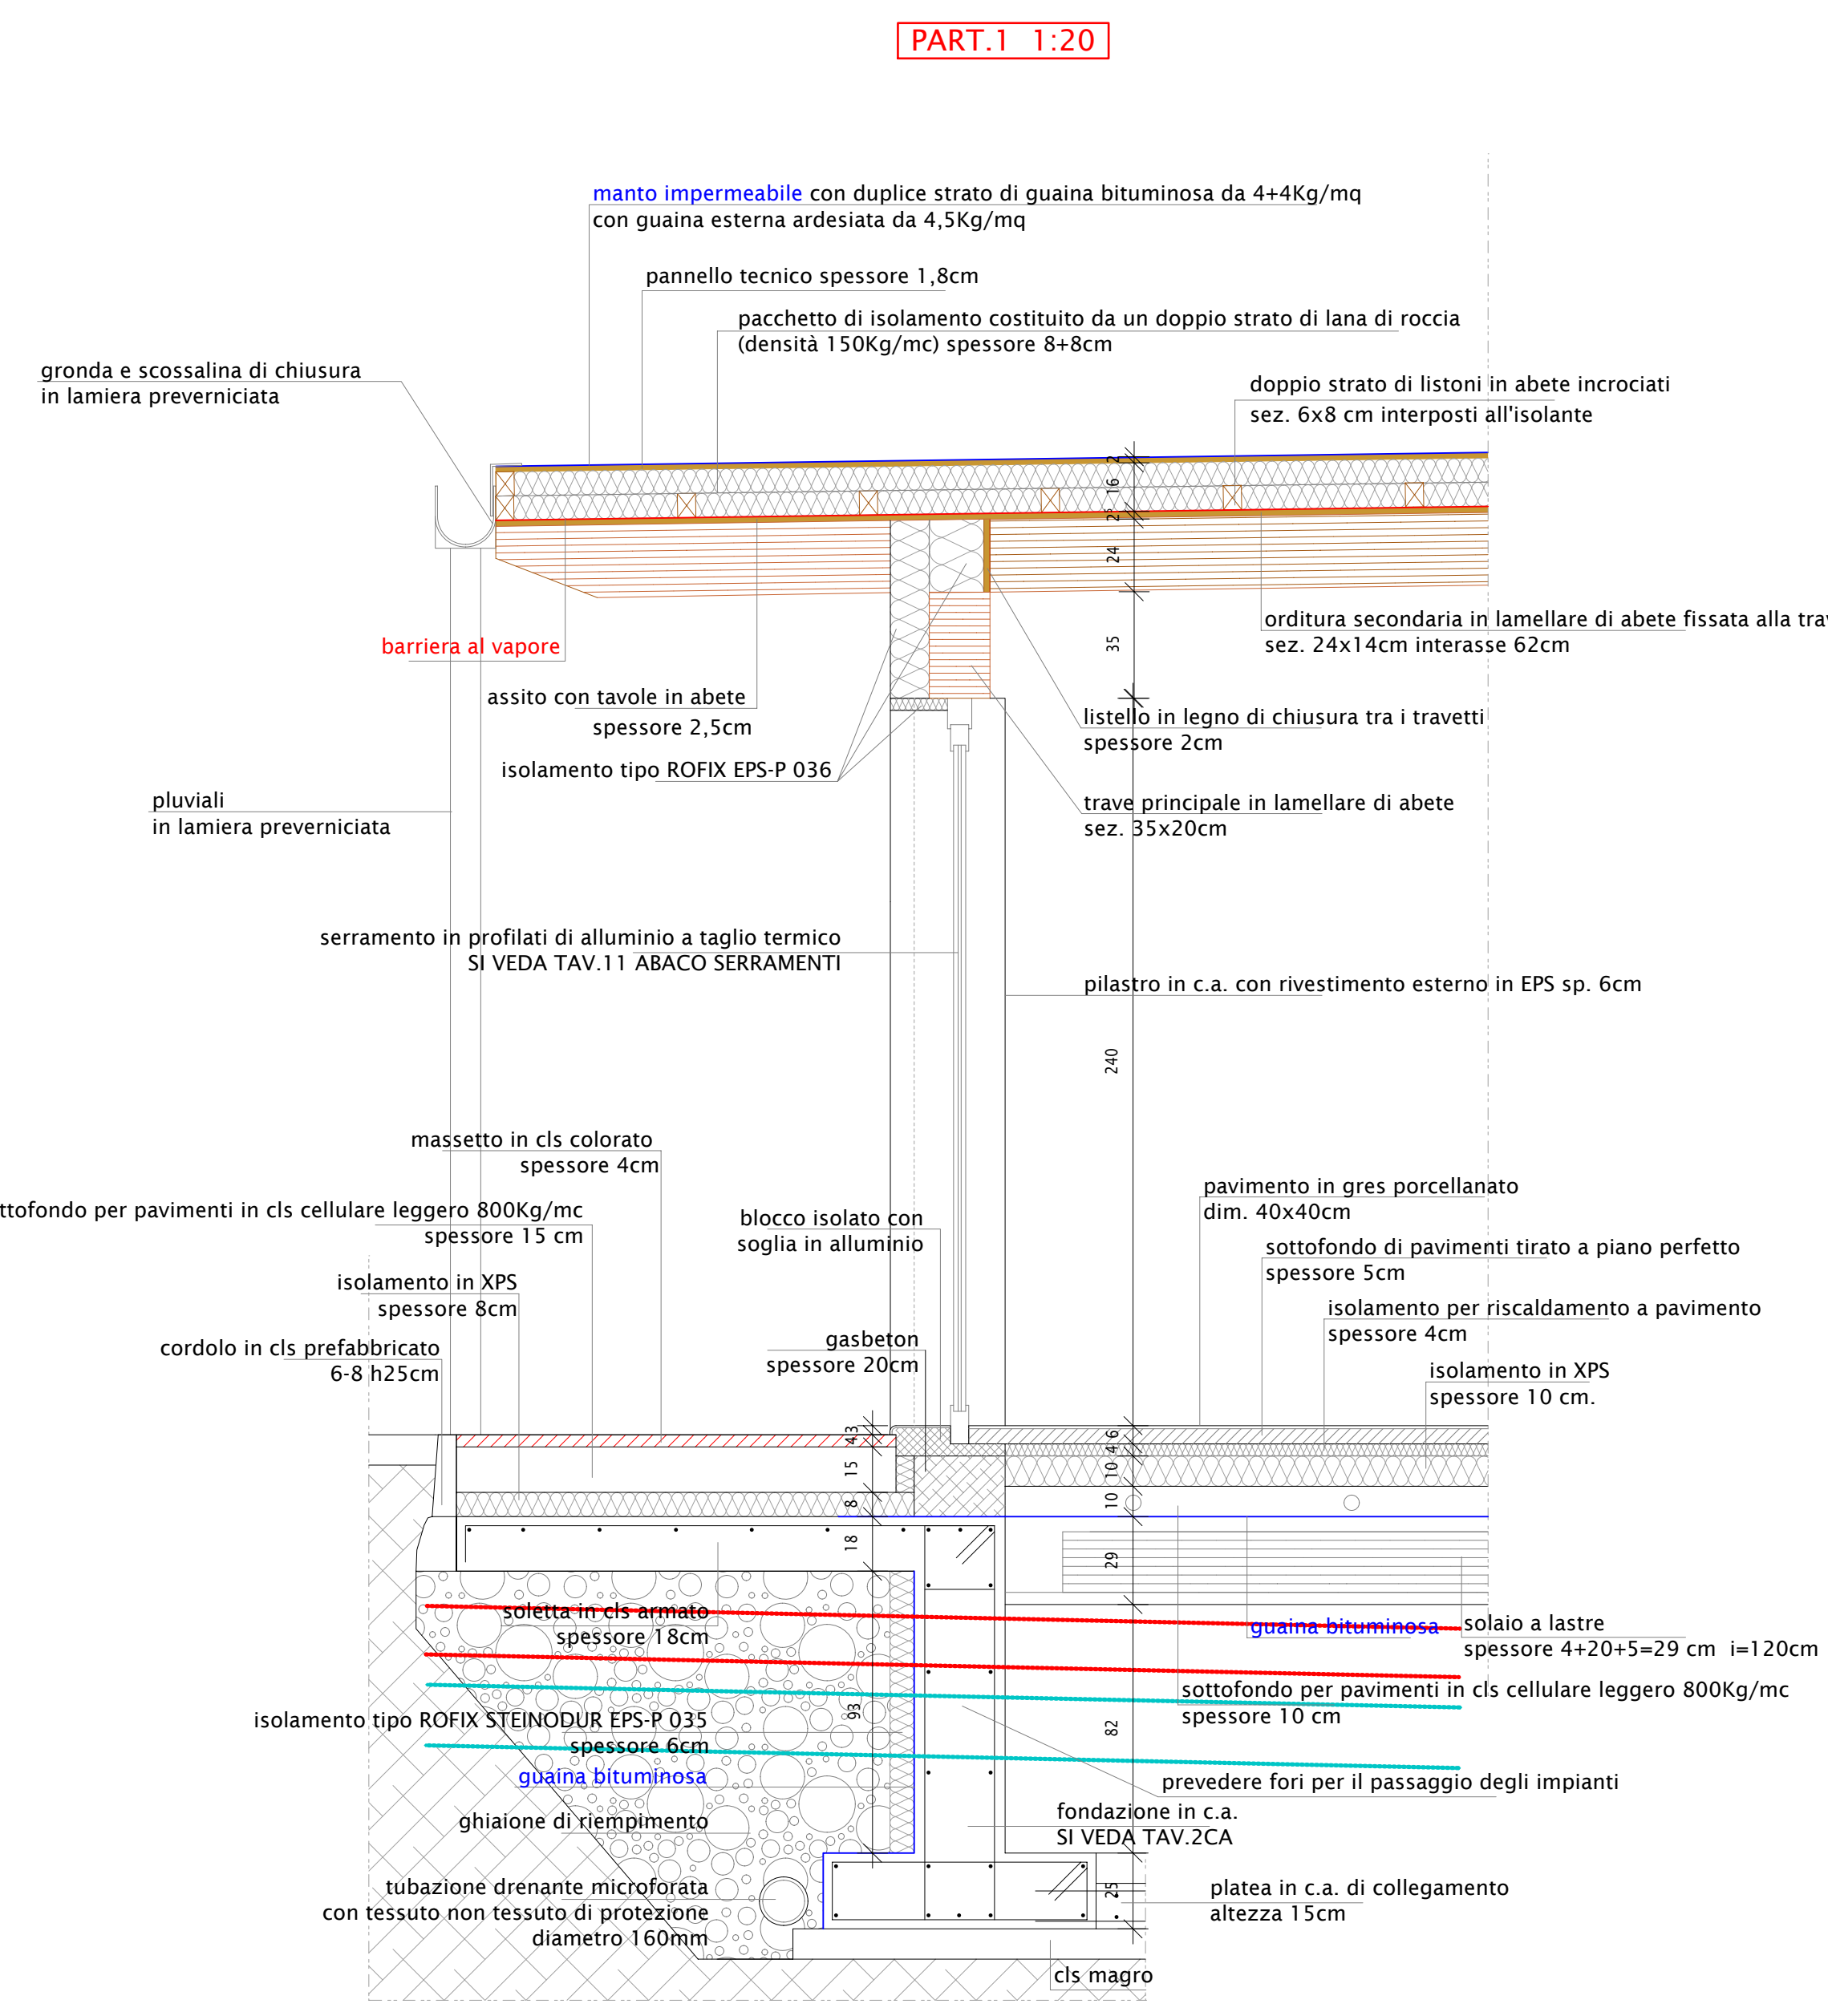 PART.1 1:20
manto impermeabile con duplice strato di guaina bituminosa da 4+4Kg/mq
con guaina esterna ardesiata da 4,5Kg/mq
pannello tecnico spessore 1,8cm
pacchetto di isolamento costituito da un doppio strato di lana di roccia
(densità 150Kg/mc) spessore 8+8cm
gronda e scossalina di chiusura
in lamiera preverniciata
doppio strato di listoni in abete incrociati
sez. 6x8 cm interposti all'isolante
2
16
2⁵
24
35
orditura secondaria in lamellare di abete fissata alla trav
sez. 24x14cm interasse 62cm
barriera al vapore
assito con tavole in abete
spessore 2,5cm
listello in legno di chiusura tra i travetti
spessore 2cm
isolamento tipo ROFIX EPS-P 036
pluviali
in lamiera preverniciata
trave principale in lamellare di abete
sez. 35x20cm
serramento in profilati di alluminio a taglio termico
SI VEDA TAV.11 ABACO SERRAMENTI
pilastro in c.a. con rivestimento esterno in EPS sp. 6cm
240
massetto in cls colorato
spessore 4cm
ttofondo per pavimenti in cls cellulare leggero 800Kg/mc
spessore 15 cm
blocco isolato con
soglia in alluminio
pavimento in gres porcellanato
dim. 40x40cm
sottofondo di pavimenti tirato a piano perfetto
spessore 5cm
isolamento in XPS
spessore 8cm
isolamento per riscaldamento a pavimento
spessore 4cm
cordolo in cls prefabbricato
6-8 h25cm
gasbeton
spessore 20cm
isolamento in XPS
spessore 10 cm.
3
4
15
8
18
93
6
4
10
10
29
82
25
soletta in cls armato
spessore 18cm
guaina bituminosa
solaio a lastre
spessore 4+20+5=29 cm i=120cm
sottofondo per pavimenti in cls cellulare leggero 800Kg/mc
spessore 10 cm
isolamento tipo ROFIX STEINODUR EPS-P 035
spessore 6cm
guaina bituminosa
prevedere fori per il passaggio degli impianti
ghiaione di riempimento
fondazione in c.a.
SI VEDA TAV.2CA
tubazione drenante microforata
con tessuto non tessuto di protezione
diametro 160mm
platea in c.a. di collegamento
altezza 15cm
cls magro